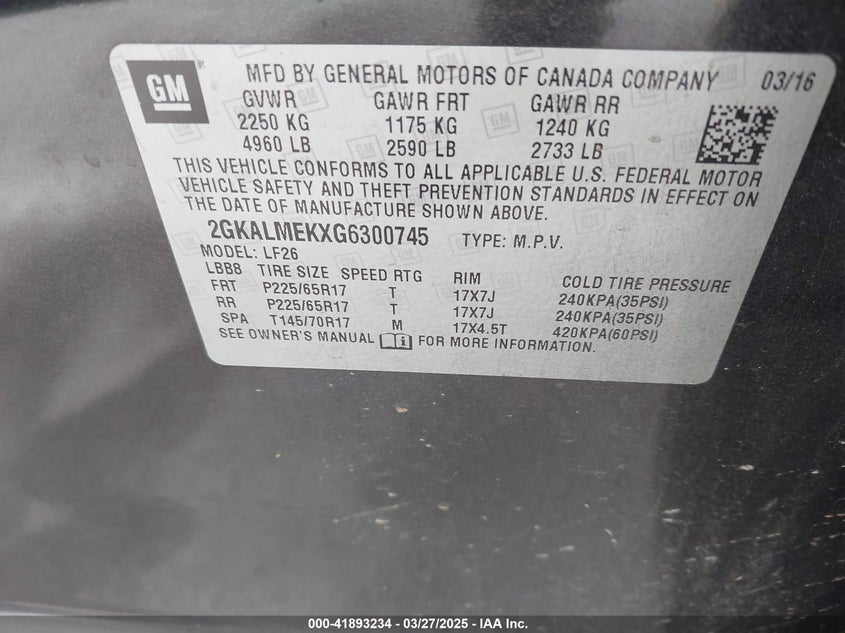 GM
MFD BY GENERAL MOTORS OF CANADA COMPANY 03/16
GVWR GAWR FRT GAWR RR
2250 KG 1175 KG 1240 KG
4960 LB 2590 LB 2733 LB
THIS VEHICLE CONFORMS TO ALL APPLICABLE U.S. FEDERAL MOTOR
VEHICLE SAFETY AND THEFT PREVENTION STANDARDS IN EFFECT ON
THE DATE OF MANUFACTURE SHOWN ABOVE.
2GKALMEKXG6300745 TYPE: M.P.V.
MODEL: LF26
LBB8 TIRE SIZE SPEED RTG RIM COLD TIRE PRESSURE
FRT P225/65R17 T 17X7J 240KPA(35PSI)
RR P225/65R17 T 17X7J 240KPA(35PSI)
SPA T145/70R17 M 17X4.5T 420KPA(60PSI)
SEE OWNER'S MANUAL FOR MORE INFORMATION.
000-41893234 - 03/27/2025 - IAA Inc.